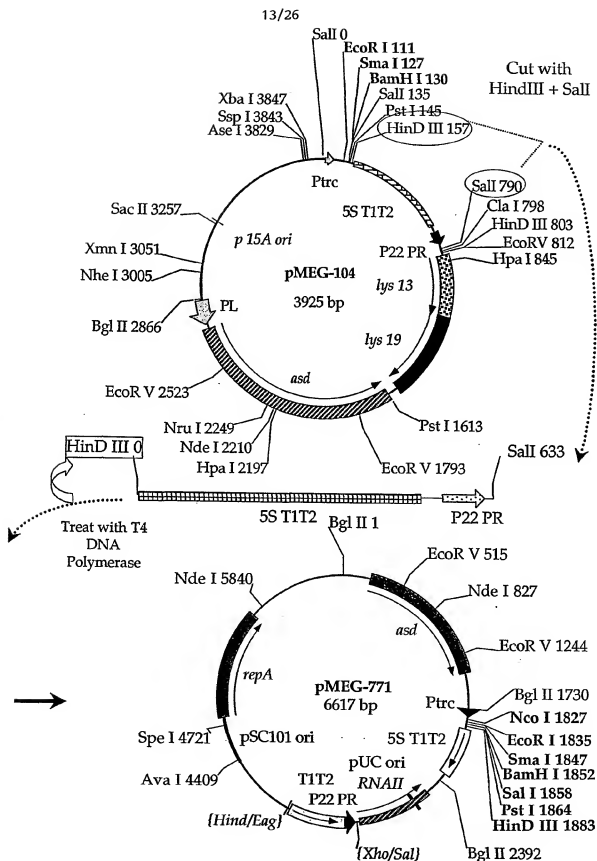 13/26
SalI 0
EcoR I 111
Sma I 127
BamH I 130
SalI 135
Pst I 145
HinD III 157
Cut with
HindIII + SalI
Xba I 3847
Ssp I 3843
Ase I 3829
Ptrc
5S T1T2
SalI 790
Cla I 798
HinD III 803
EcoRV 812
Hpa I 845
Sac II 3257
p 15A ori
P22 PR
Xmn I 3051
Nhe I 3005
pMEG-104
3925 bp
lys 13
PL
Bgl II 2866
lys 19
asd
EcoR V 2523
Nru I 2249
Nde I 2210
Hpa I 2197
Pst I 1613
EcoR V 1793
HinD III 0
SalI 633
5S T1T2
P22 PR
Treat with T4
DNA
Polymerase
Bgl II 1
EcoR V 515
Nde I 5840
Nde I 827
asd
EcoR V 1244
repA
pMEG-771
6617 bp
Ptrc
Bgl II 1730
Nco I 1827
EcoR I 1835
Sma I 1847
BamH I 1852
Sal I 1858
Pst I 1864
HinD III 1883
5S T1T2
Spe I 4721
pSC101 ori
pUC ori
RNAII
Ava I 4409
T1T2
P22 PR
{Hind/Eag}
{Xho/Sal}
Bgl II 2392